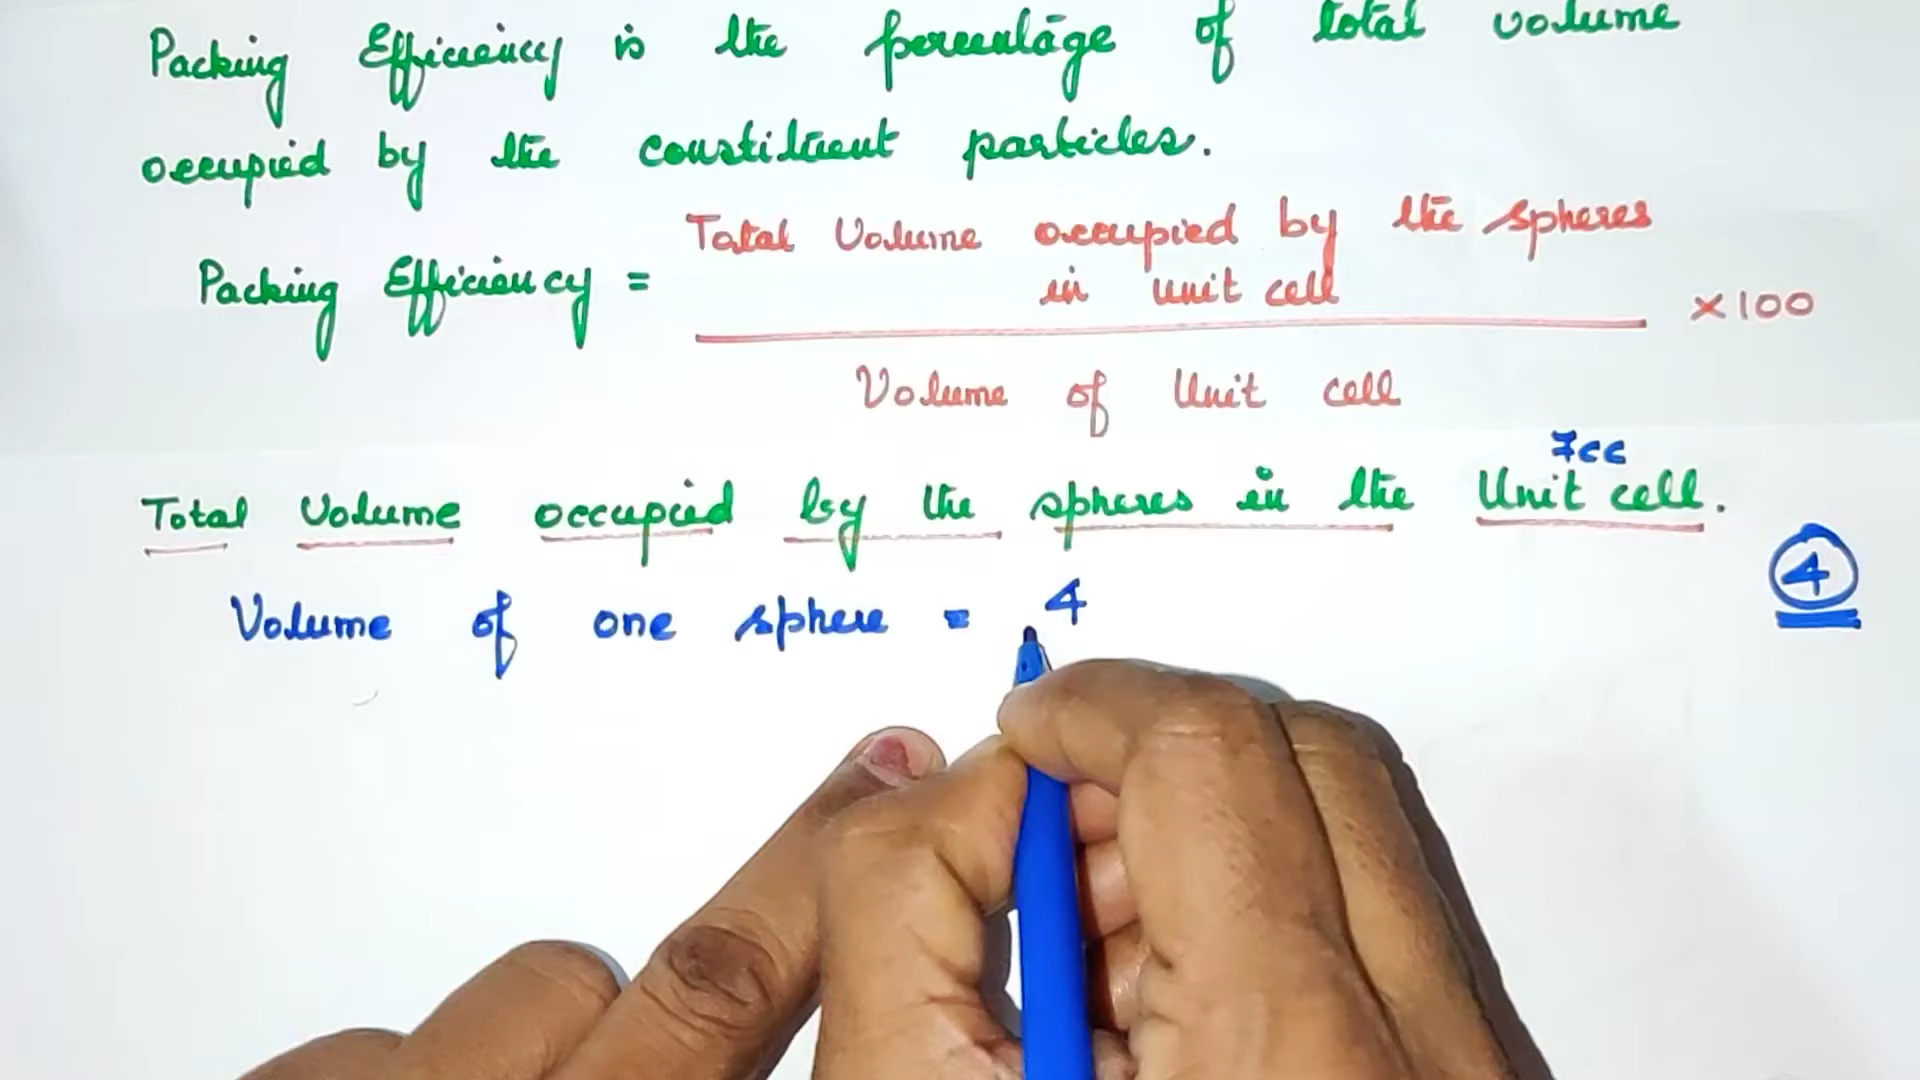 Packing Efficiency is the percentage of total volume
occupied by the constituent particles.
Packing Efficiency = Total Volume occupied by the spheres
in unit cell
× 100
Volume of Unit cell
fcc
Total Volume occupied by the spheres in the Unit cell.
4
Volume of one sphere = 4